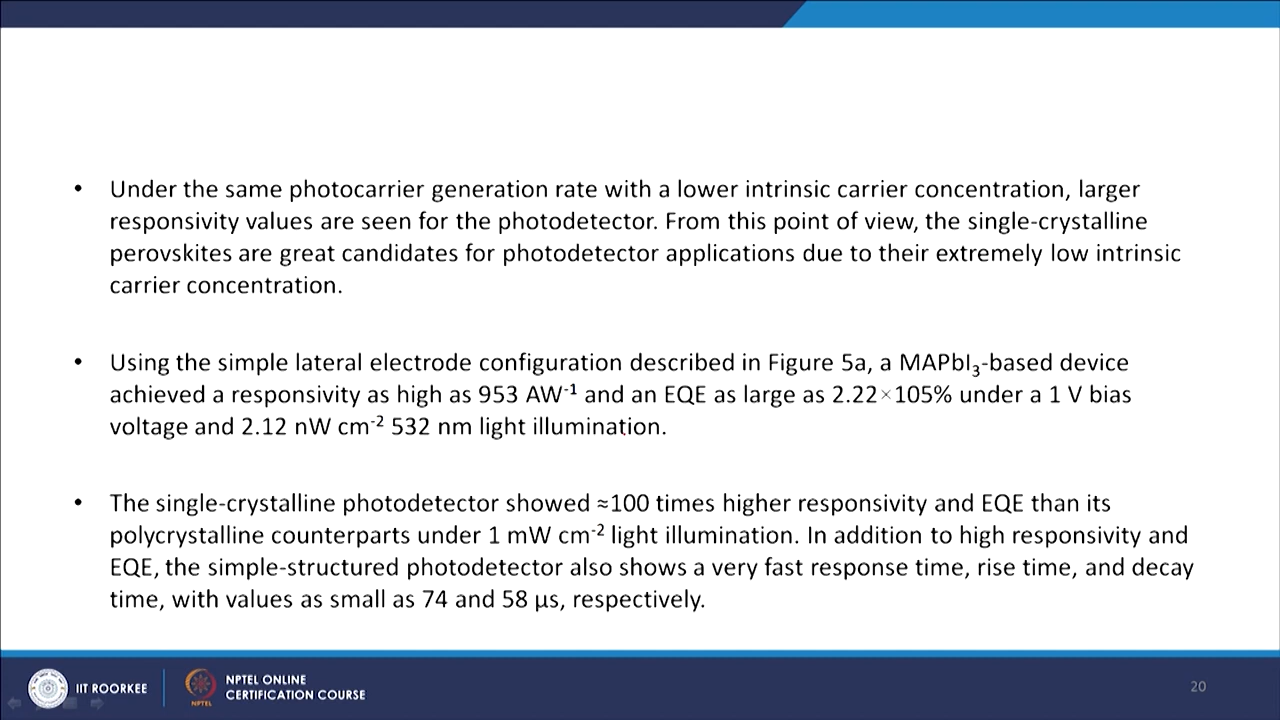 • Under the same photocarrier generation rate with a lower intrinsic carrier concentration, larger
responsivity values are seen for the photodetector. From this point of view, the single-crystalline
perovskites are great candidates for photodetector applications due to their extremely low intrinsic
carrier concentration.
• Using the simple lateral electrode configuration described in Figure 5a, a MAPbI₃-based device
achieved a responsivity as high as 953 AW⁻¹ and an EQE as large as 2.22×105% under a 1 V bias
voltage and 2.12 nW cm⁻² 532 nm light illumination.
• The single-crystalline photodetector showed ≈100 times higher responsivity and EQE than its
polycrystalline counterparts under 1 mW cm⁻² light illumination. In addition to high responsivity and
EQE, the simple-structured photodetector also shows a very fast response time, rise time, and decay
time, with values as small as 74 and 58 µs, respectively.
IIT ROORKEE
NPTEL
NPTEL ONLINE
CERTIFICATION COURSE
20